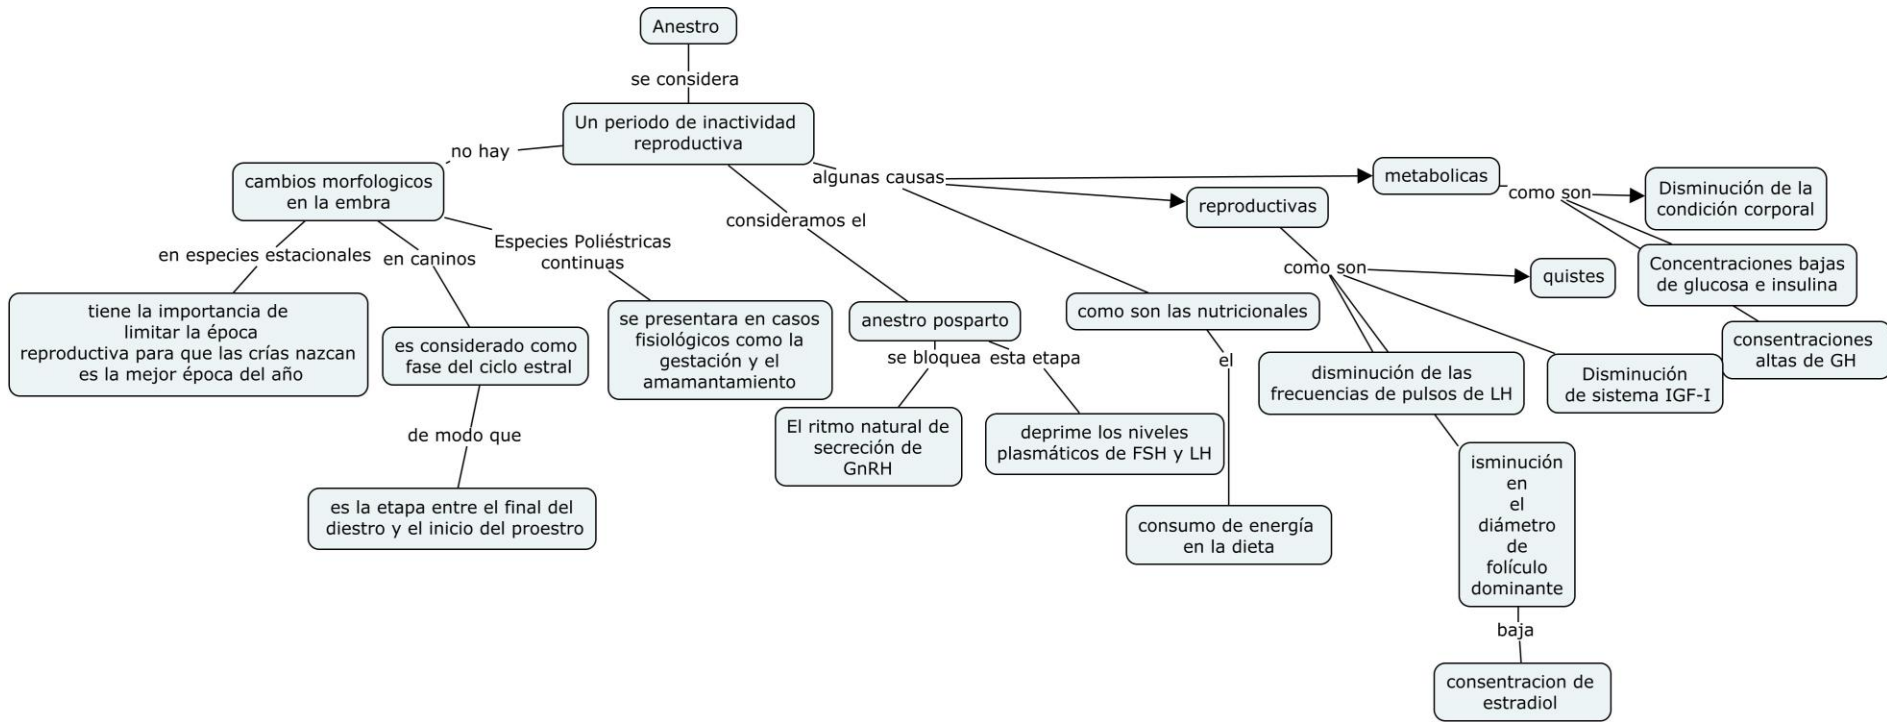 Anestro
se considera
Un periodo de inactividad
reproductiva
no hay
cambios morfologicos
en la embra
en especies estacionales
tiene la importancia de
limitar la época
reproductiva para que las crías nazcan
es la mejor época del año
en caninos
es considerado como
fase del ciclo estral
de modo que
es la etapa entre el final del
diestro y el inicio del proestro
Especies Poliéstricas
continuas
se presentara en casos
fisiológicos como la
gestación y el
amamantamiento
consideramos el
anestro posparto
se bloquea
El ritmo natural de
secreción de
GnRH
esta etapa
deprime los niveles
plasmáticos de FSH y LH
algunas causas
como son las nutricionales
el
consumo de energía
en la dieta
reproductivas
como son
quistes
disminución de las
frecuencias de pulsos de LH
Disminución
de sistema IGF-I
isminución
en
el
diámetro
de
folículo
dominante
baja
consentracion de
estradiol
metabolicas
como son
Disminución de la
condición corporal
Concentraciones bajas
de glucosa e insulina
consentraciones
altas de GH